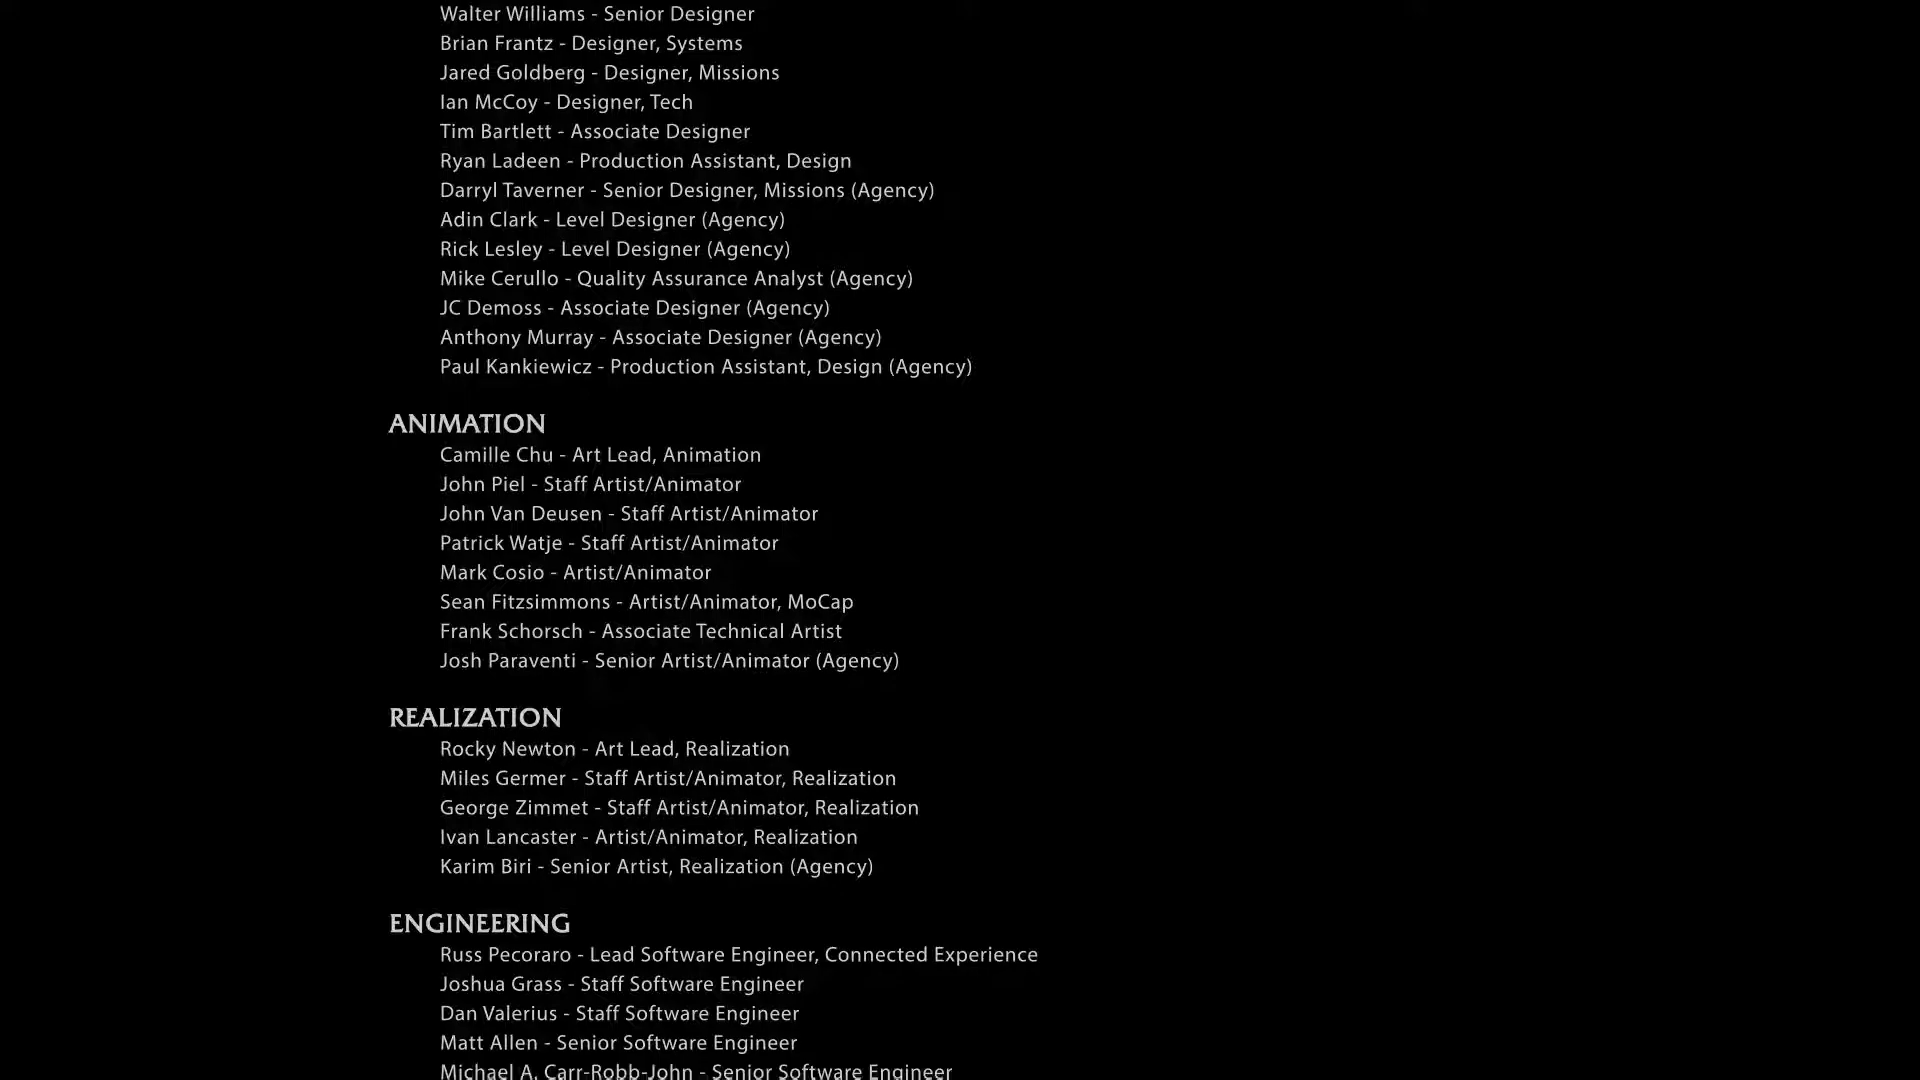 Walter Williams - Senior Designer
Brian Frantz - Designer, Systems
Jared Goldberg - Designer, Missions
Ian McCoy - Designer, Tech
Tim Bartlett - Associate Designer
Ryan Ladeen - Production Assistant, Design
Darryl Taverner - Senior Designer, Missions (Agency)
Adin Clark - Level Designer (Agency)
Rick Lesley - Level Designer (Agency)
Mike Cerullo - Quality Assurance Analyst (Agency)
JC Demoss - Associate Designer (Agency)
Anthony Murray - Associate Designer (Agency)
Paul Kankiewicz - Production Assistant, Design (Agency)
ANIMATION
Camille Chu - Art Lead, Animation
John Piel - Staff Artist/Animator
John Van Deusen - Staff Artist/Animator
Patrick Watje - Staff Artist/Animator
Mark Cosio - Artist/Animator
Sean Fitzsimmons - Artist/Animator, MoCap
Frank Schorsch - Associate Technical Artist
Josh Paraventi - Senior Artist/Animator (Agency)
REALIZATION
Rocky Newton - Art Lead, Realization
Miles Germer - Staff Artist/Animator, Realization
George Zimmet - Staff Artist/Animator, Realization
Ivan Lancaster - Artist/Animator, Realization
Karim Biri - Senior Artist, Realization (Agency)
ENGINEERING
Russ Pecoraro - Lead Software Engineer, Connected Experience
Joshua Grass - Staff Software Engineer
Dan Valerius - Staff Software Engineer
Matt Allen - Senior Software Engineer
Michael A. Carr-Robb-John - Senior Software Engineer